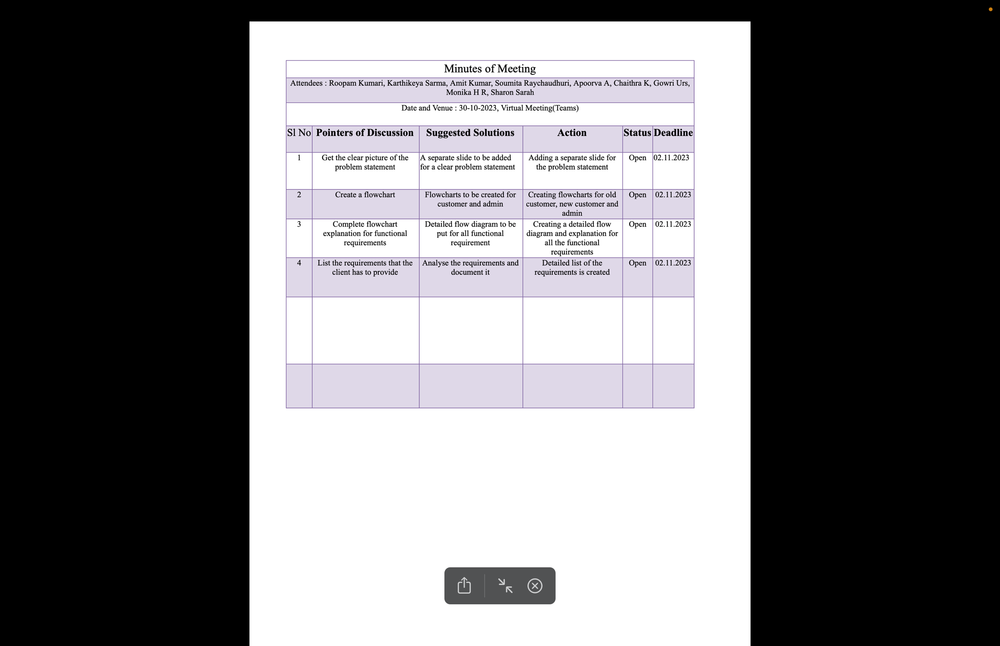 Minutes of Meeting
Attendees : Roopam Kumari, Karthikeya Sarma, Amit Kumar, Soumita Raychaudhuri, Apoorva A, Chaithra K, Gowri Urs,
Monika H R, Sharon Sarah
Date and Venue : 30-10-2023, Virtual Meeting(Teams)
Sl No Pointers of Discussion Suggested Solutions Action Status Deadline
1 Get the clear picture of the A separate slide to be added Adding a separate slide for Open 02.11.2023
problem statement for a clear problem statement the problem statement
2 Create a flowchart Flowcharts to be created for Creating flowcharts for old Open 02.11.2023
customer and admin customer, new customer and
admin
3 Complete flowchart Detailed flow diagram to be Creating a detailed flow Open 02.11.2023
explanation for functional put for all functional diagram and explanation for
requirements requirement all the functional
requirements
4 List the requirements that the Analyse the requirements and Detailed list of the Open 02.11.2023
client has to provide document it requirements is created